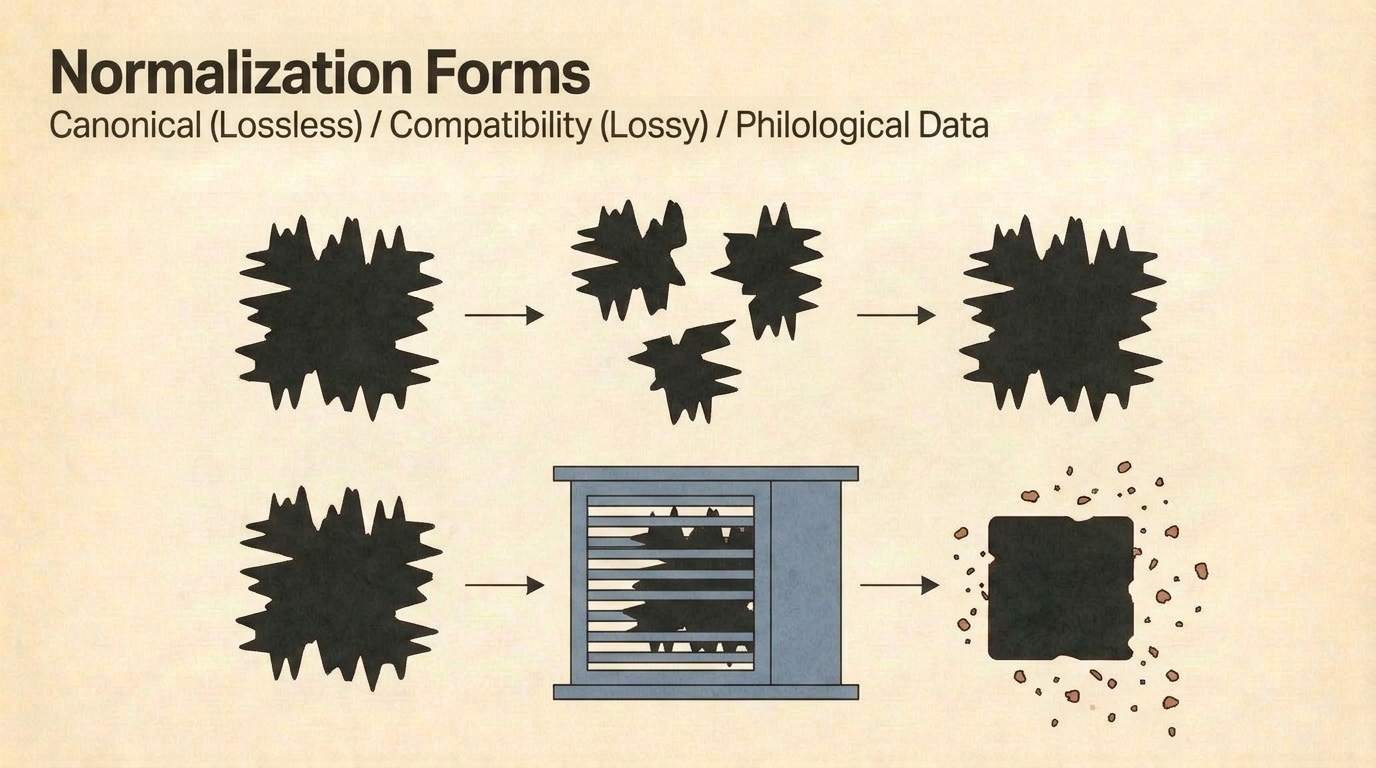 Normalization Forms
Canonical (Lossless) / Compatibility (Lossy) / Philological Data